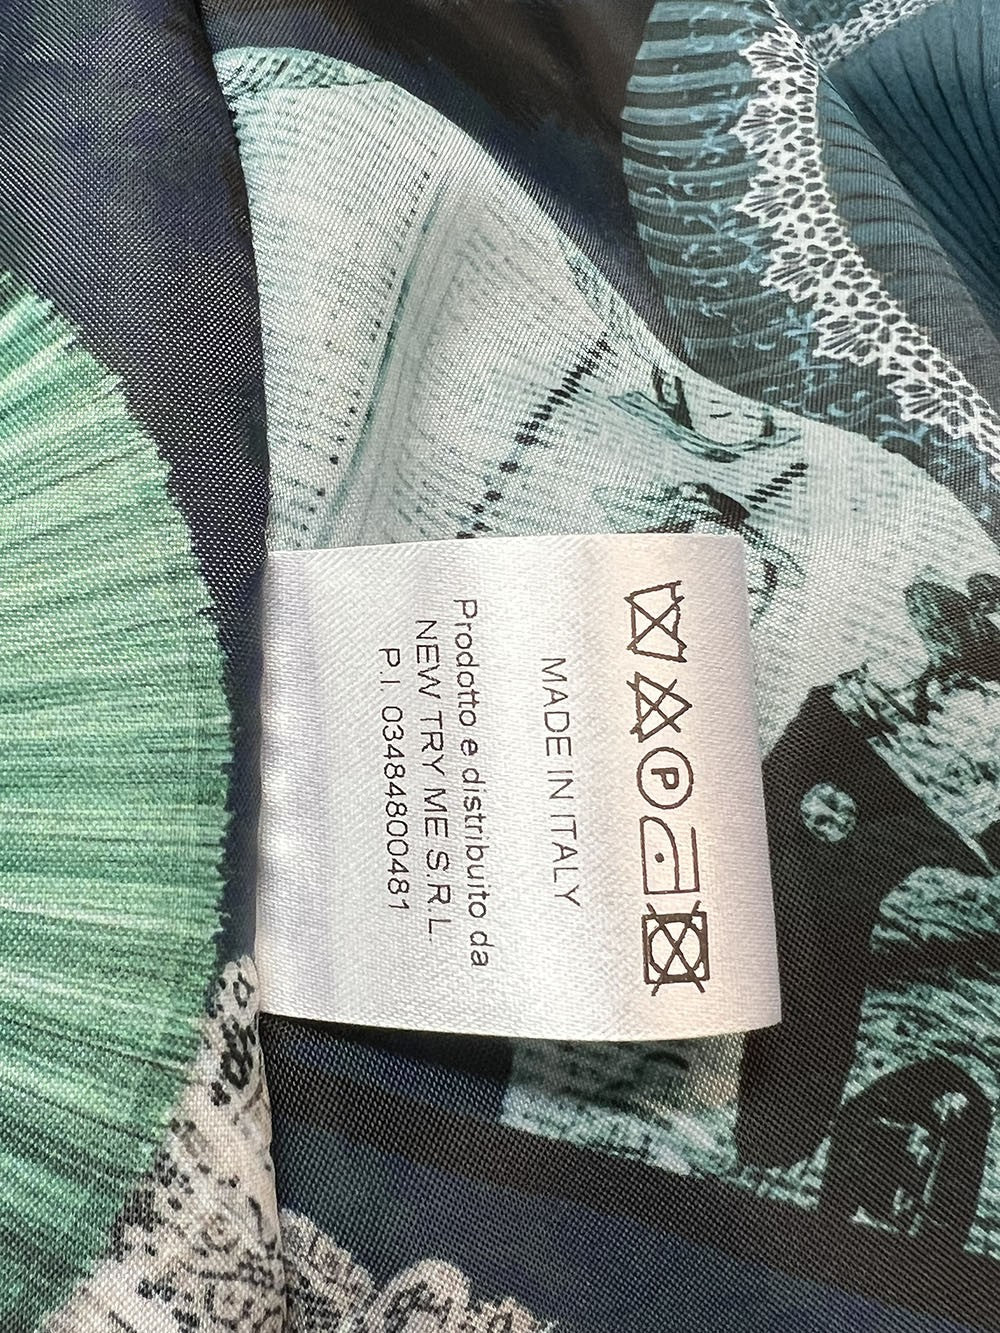 P
MADE IN ITALY
Prodotto e distribuito da
NEW TRY ME S.R.L.
P.I. 03484800481